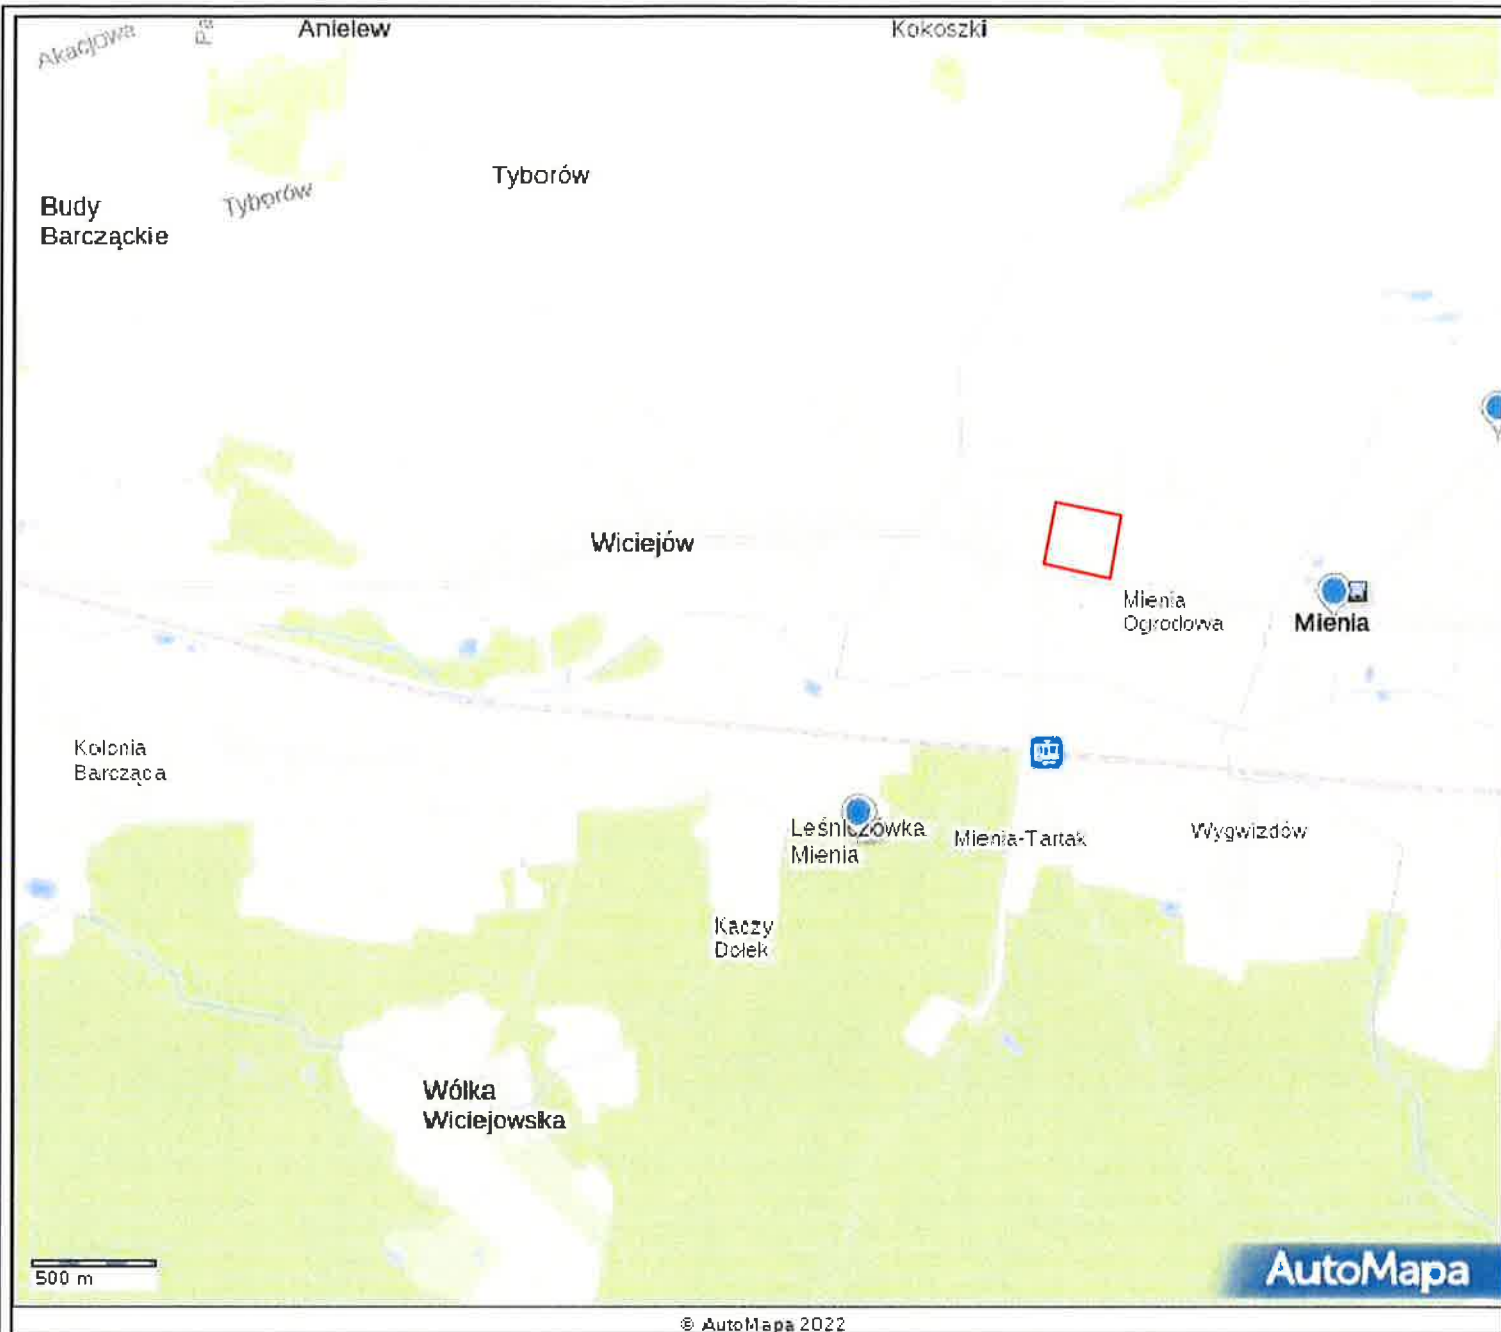 Akacjowa
Anielew
Kokoszki
Tyborów
Tyborów
Budy
Barcząckie
Wiciejów
Mienia
Ogrodowa
Mienia
Kolonia
Barcząca
Leśniczówka
Mienia
Mienia-Tartak
Wygwizdów
Kaczy
Dołek
Wólka
Wiciejowska
500 m
AutoMapa
© AutoMapa 2022